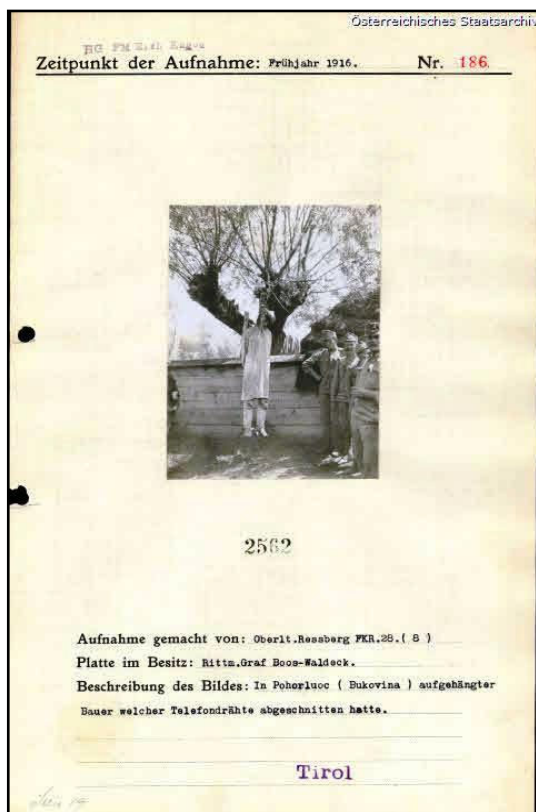 Österreichisches Staatsarchiv
Zeitpunkt der Aufnahme: Frühjahr 1916. Nr. 186.
2562
Aufnahme gemacht von: Oberlt.Ressberg FKR.28.( 8 )
Platte im Besitz: Rittm.Graf Boos-Waldeck.
Beschreibung des Bildes: In Pohorluoc ( Bukovina ) aufgehängter
Bauer welcher Telefondrähte abgeschnitten hatte.
Tirol